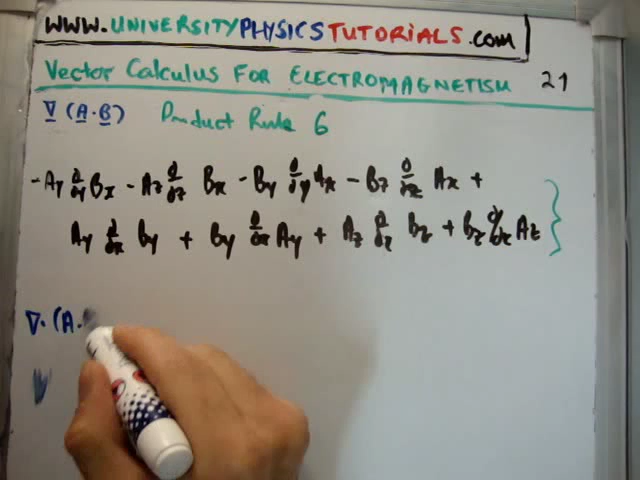 WWW.UNIVERSITYPHYSICSTUTORIALS.COM
Vector Calculus FOR ELECTROMAGNETISM 21
∇(A·B) Product Rule 6
-Ay ∂/∂y Bx - Az ∂/∂z Bx - By ∂/∂y Ax - Bz ∂/∂z Ax +
Ay ∂/∂x By + By ∂/∂x Ay + Az ∂/∂x Bz + Bz ∂/∂x Az }
∇·(A·